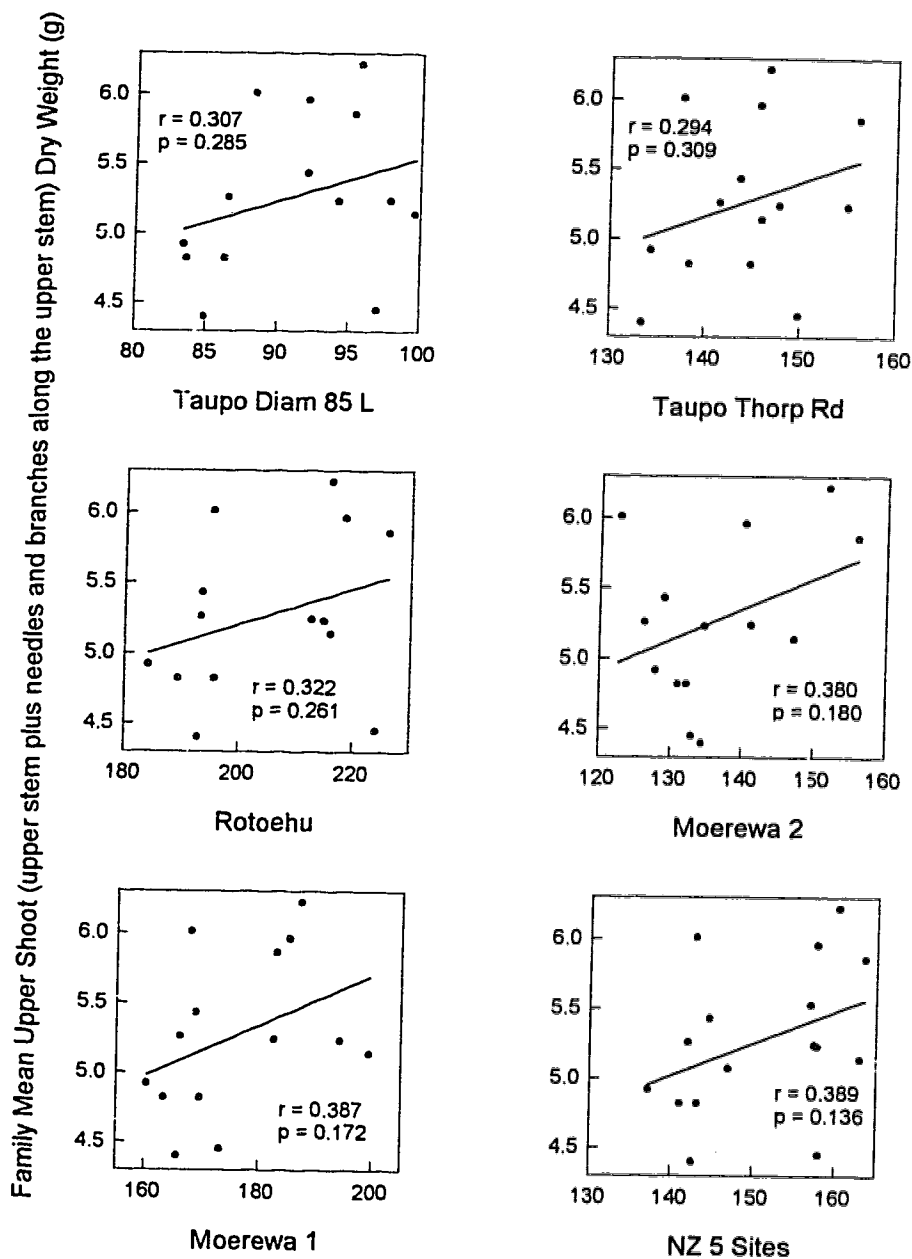 Family Mean Upper Shoot (upper stem plus needles and branches along the upper stem) Dry Weight (g)
6.0
5.5
5.0
4.5
r = 0.307
p = 0.285
80 85 90 95 100
Taupo Diam 85 L
6.0
5.5
5.0
4.5
r = 0.294
p = 0.309
130 140 150 160
Taupo Thorp Rd
6.0
5.5
5.0
4.5
r = 0.322
p = 0.261
180 200 220
Rotoehu
6.0
5.5
5.0
4.5
r = 0.380
p = 0.180
120 130 140 150 160
Moerewa 2
6.0
5.5
5.0
4.5
r = 0.387
p = 0.172
160 180 200
Moerewa 1
6.0
5.5
5.0
4.5
r = 0.389
p = 0.136
130 140 150 160
NZ 5 Sites